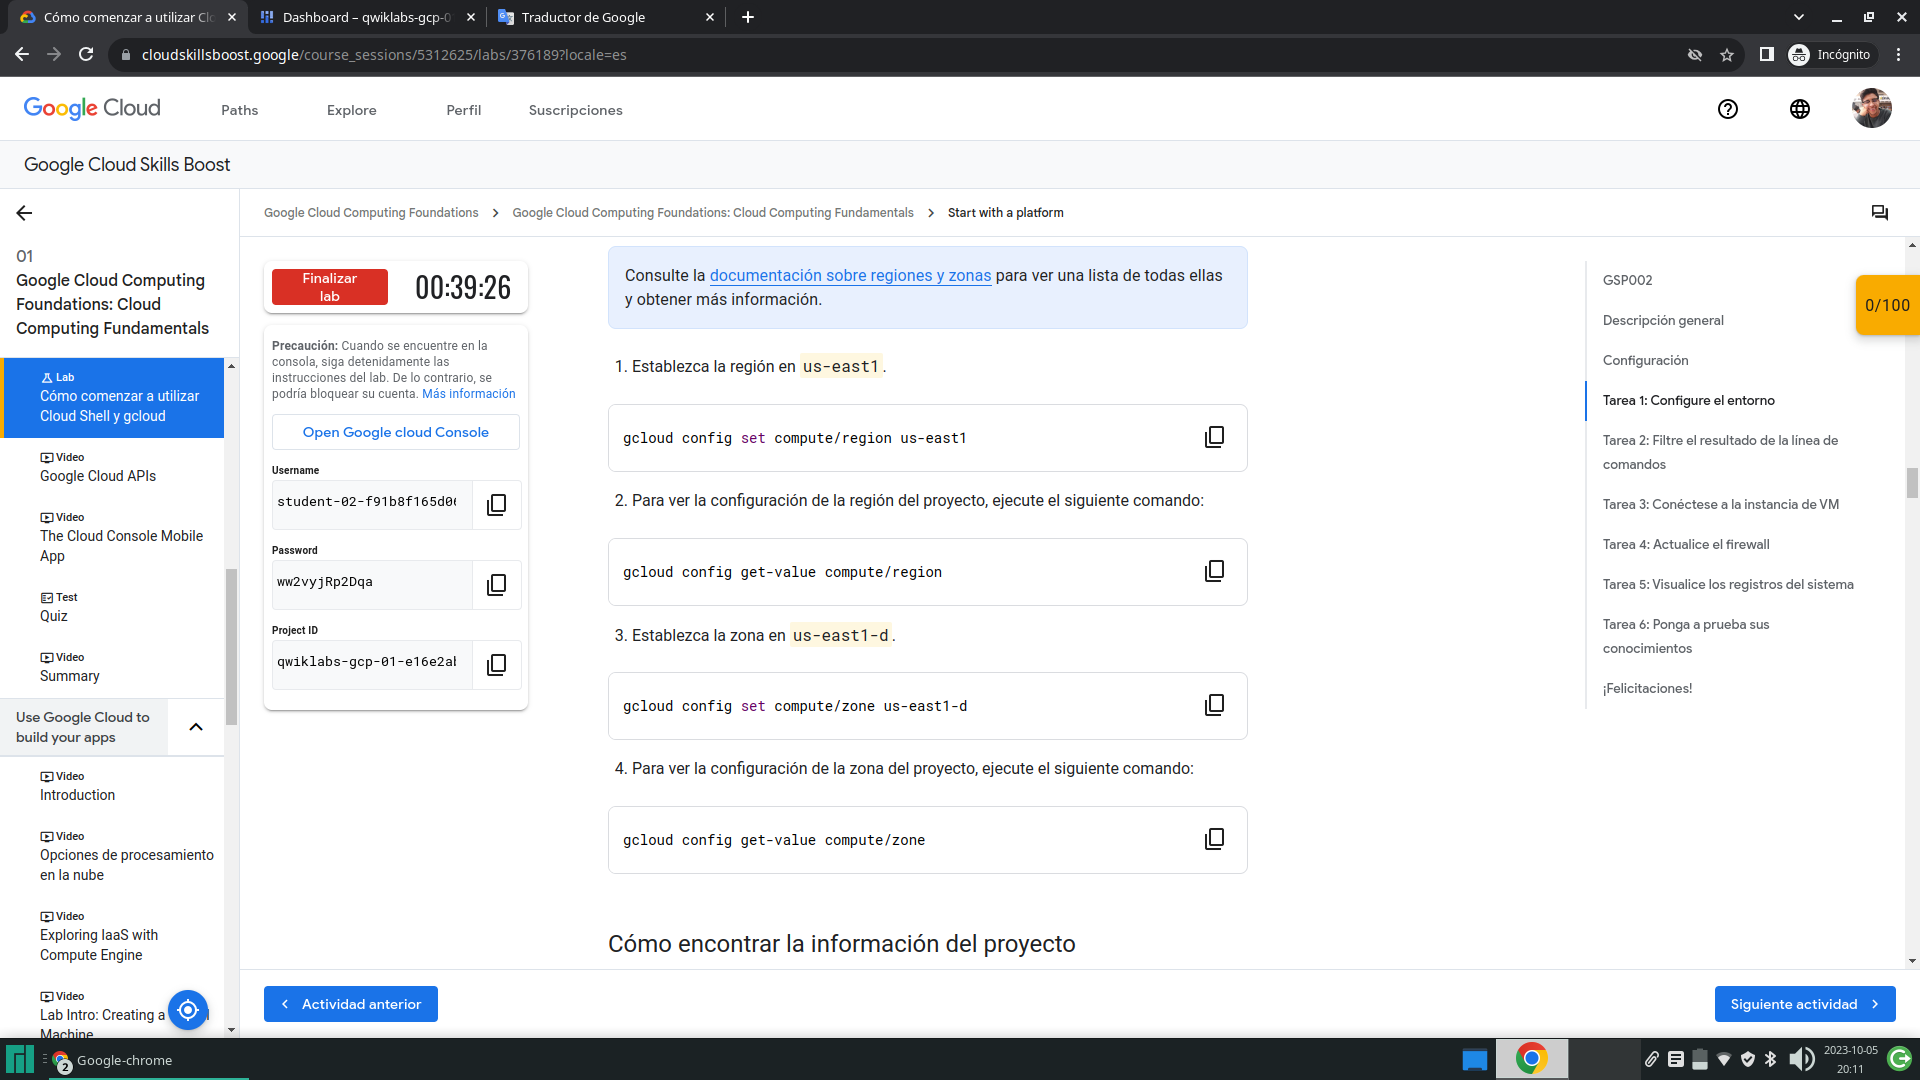 Cómo comenzar a utilizar Cl
Dashboard – qwiklabs-gcp-0
Traductor de Google
cloudskillsboost.google/course_sessions/5312625/labs/376189?locale=es
Incógnito
Google Cloud
Paths
Explore
Perfil
Suscripciones
Google Cloud Skills Boost
01
Google Cloud Computing
Foundations: Cloud
Computing Fundamentals
Lab
Cómo comenzar a utilizar
Cloud Shell y gcloud
Video
Google Cloud APIs
Video
The Cloud Console Mobile
App
Test
Quiz
Video
Summary
Use Google Cloud to
build your apps
Video
Introduction
Video
Opciones de procesamiento
en la nube
Video
Exploring IaaS with
Compute Engine
Video
Lab Intro: Creating a
Machine
Google Cloud Computing Foundations
Google Cloud Computing Foundations: Cloud Computing Fundamentals
Start with a platform
Finalizar
lab
00:39:26
Precaución: Cuando se encuentre en la
consola, siga detenidamente las
instrucciones del lab. De lo contrario, se
podría bloquear su cuenta. Más información
Open Google cloud Console
Username
student-02-f91b8f165d06
Password
ww2vyjRp2Dqa
Project ID
qwiklabs-gcp-01-e16e2ab
Consulte la documentación sobre regiones y zonas para ver una lista de todas ellas
y obtener más información.
1. Establezca la región en us-east1.
gcloud config set compute/region us-east1
2. Para ver la configuración de la región del proyecto, ejecute el siguiente comando:
gcloud config get-value compute/region
3. Establezca la zona en us-east1-d.
gcloud config set compute/zone us-east1-d
4. Para ver la configuración de la zona del proyecto, ejecute el siguiente comando:
gcloud config get-value compute/zone
Cómo encontrar la información del proyecto
GSP002
Descripción general
Configuración
Tarea 1: Configure el entorno
Tarea 2: Filtre el resultado de la línea de
comandos
Tarea 3: Conéctese a la instancia de VM
Tarea 4: Actualice el firewall
Tarea 5: Visualice los registros del sistema
Tarea 6: Ponga a prueba sus
conocimientos
¡Felicitaciones!
0/100
Actividad anterior
Siguiente actividad
2
Google-chrome
2023-10-05
20:11